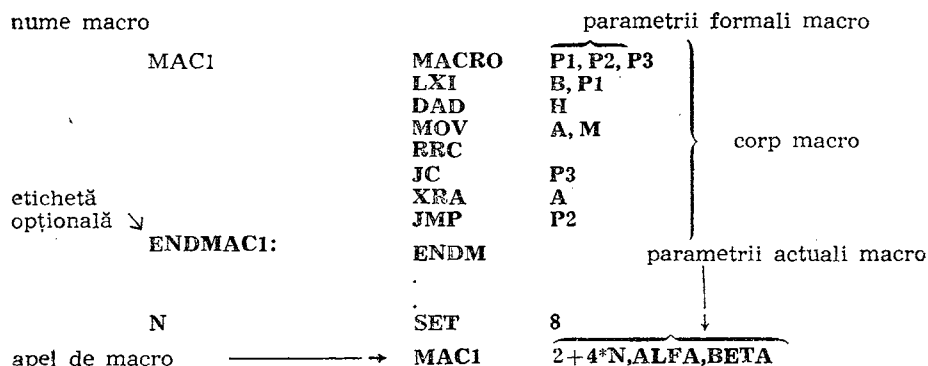 nume macro parametrii formali macro
MAC1 MACRO P1, P2, P3
LXI B, P1
DAD H
MOV A, M
RRC
corp macro
JC P3
etichetă XRA A
opțională JMP P2
ENDMAC1: ENDM parametrii actuali macro
.
.
N SET 8
apel de macro MAC1 2+4*N,ALFA,BETA